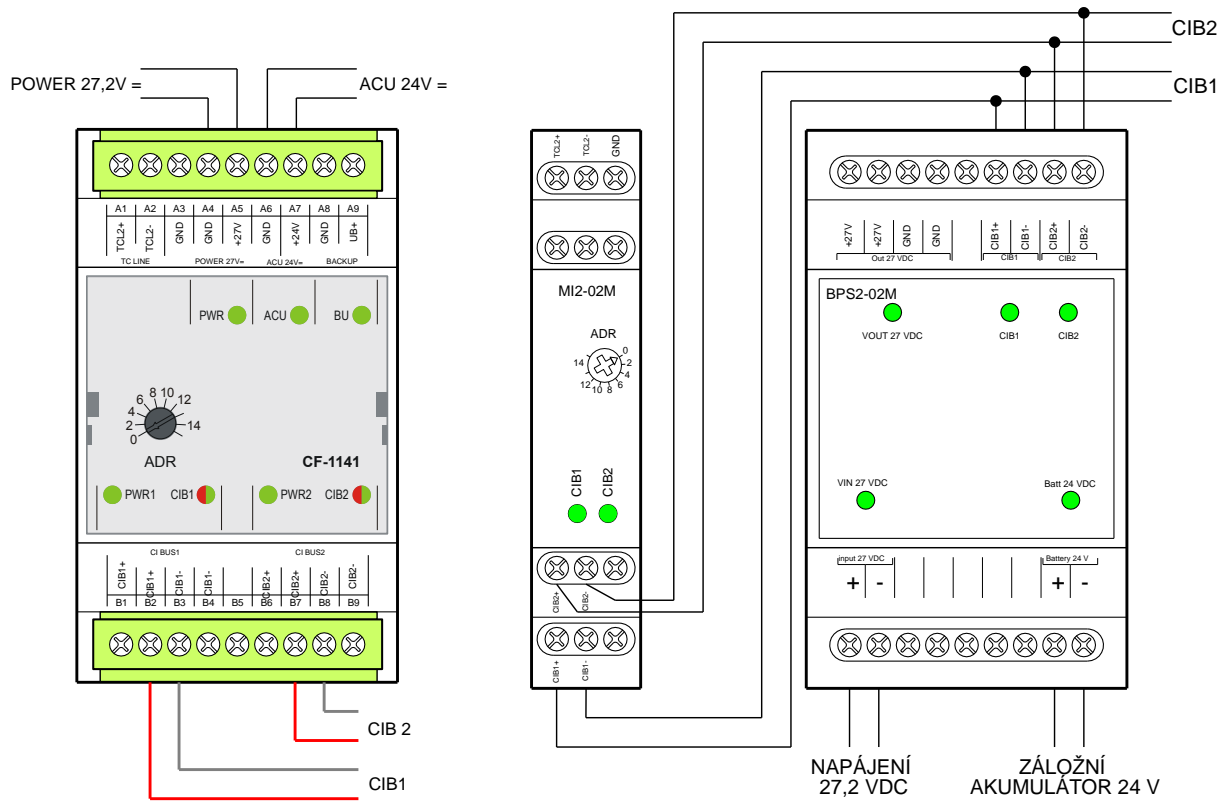 POWER 27,2V =
ACU 24V =
A1 A2 A3 A4 A5 A6 A7 A8 A9
TCL2+ TCL2- GND GND +27V GND +24V GND UB+
TC LINE POWER 27V= ACU 24V= BACKUP
PWR ACU BU
0 2 4 6 8 10 12 14
ADR
CF-1141
PWR1 CIB1 PWR2 CIB2
CI BUS1 CI BUS2
CIB1+ CIB1+ CIB1- CIB1- CIB2+ CIB2+ CIB2- CIB2-
B1 B2 B3 B4 B5 B6 B7 B8 B9
CIB 2
CIB1
TCL2+ TCL2- GND
MI2-02M
ADR
0 2 4 6 8 10 12 14
CIB1 CIB2
CIB2+ CIB2-
CIB1+ CIB1-
CIB2
CIB1
+27V +27V GND GND CIB1+ CIB1- CIB2+ CIB2-
Out 27 VDC CIB1 CIB2
BPS2-02M
VOUT 27 VDC CIB1 CIB2
VIN 27 VDC Batt 24 VDC
input 27 VDC Battery 24 V
+ - + -
NAPÁJENÍ
27,2 VDC
ZÁLOŽNÍ
AKUMULÁTOR 24 V